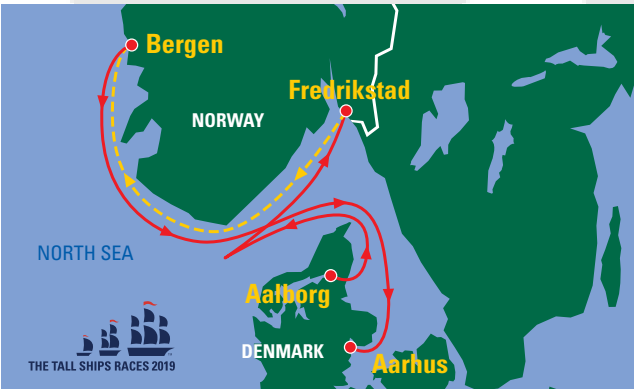 Bergen
Fredrikstad
NORWAY
NORTH SEA
Aalborg
DENMARK
Aarhus
THE TALL SHIPS RACES 2019